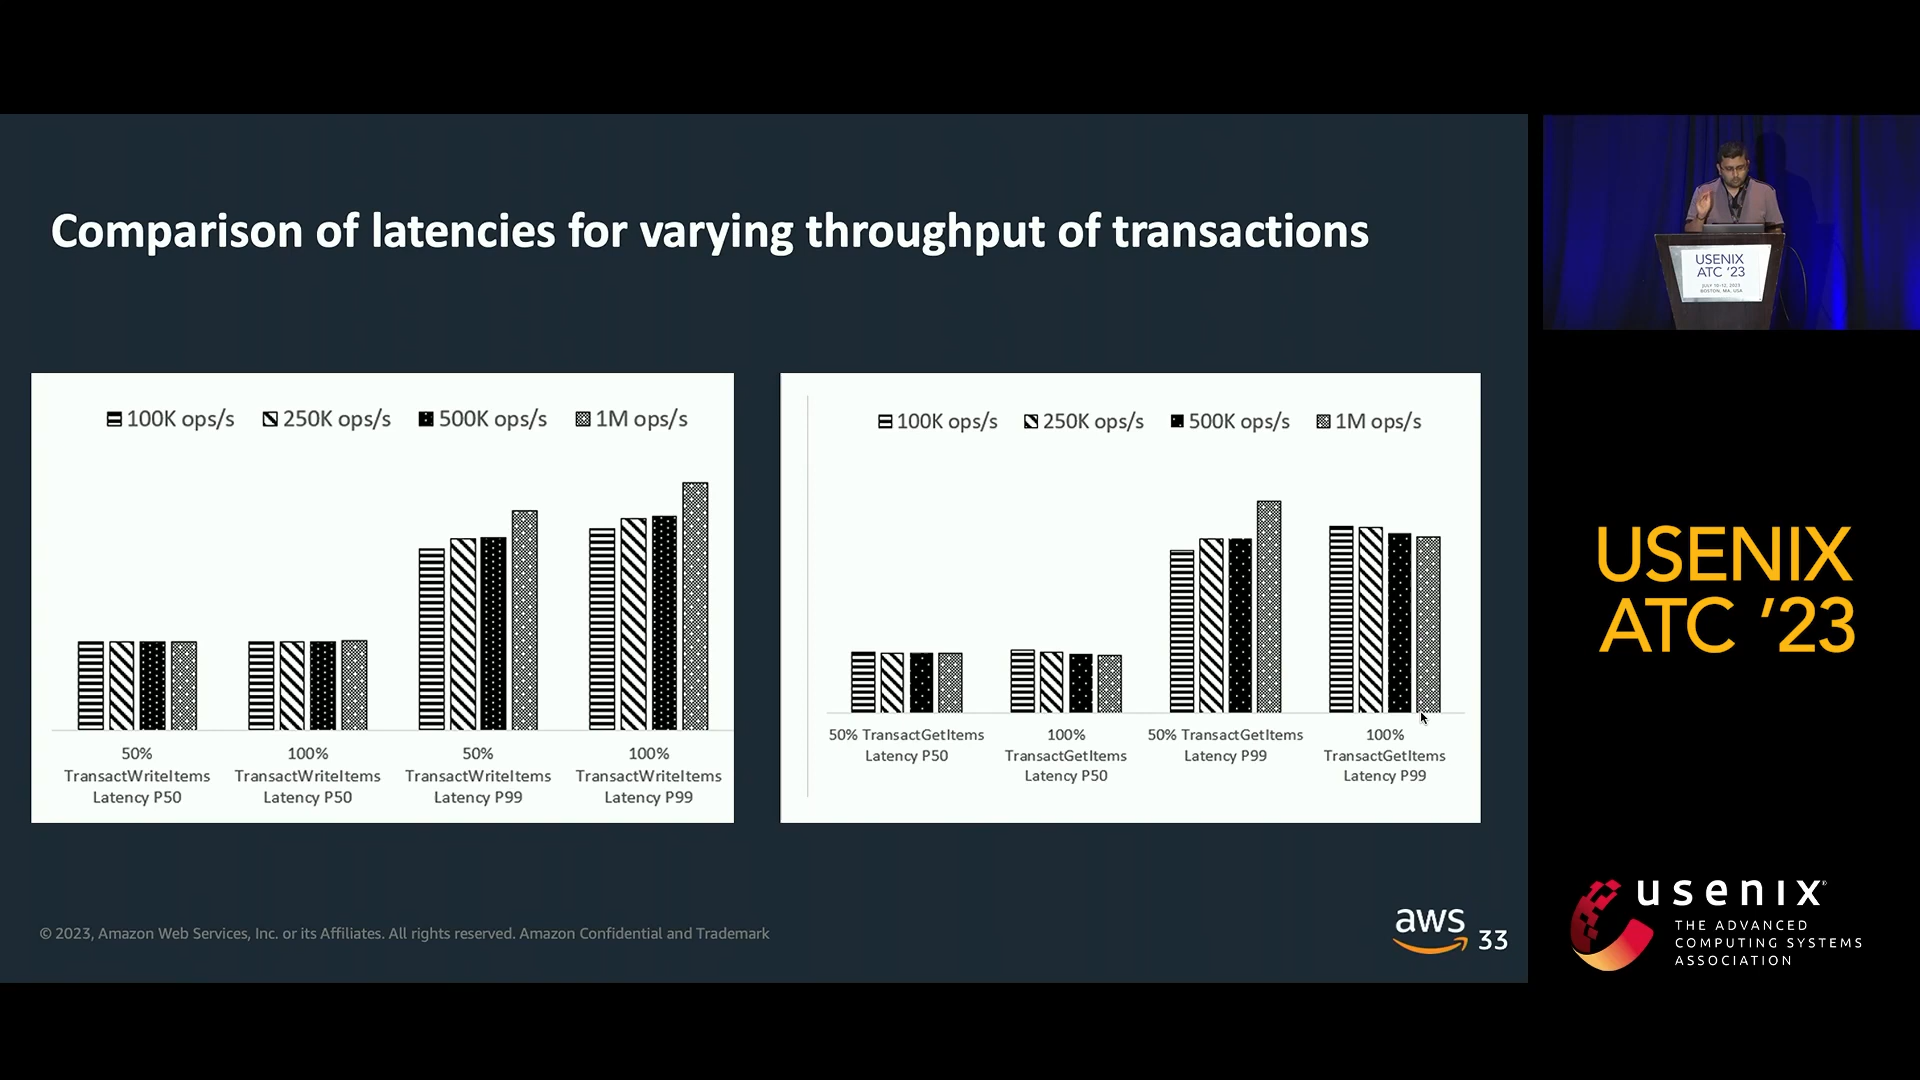 Comparison of latencies for varying throughput of transactions
100K ops/s 250K ops/s 500K ops/s 1M ops/s
50%
TransactWriteItems
Latency P50
100%
TransactWriteItems
Latency P50
50%
TransactWriteItems
Latency P99
100%
TransactWriteItems
Latency P99
100K ops/s 250K ops/s 500K ops/s 1M ops/s
50% TransactGetItems
Latency P50
100%
TransactGetItems
Latency P50
50% TransactGetItems
Latency P99
100%
TransactGetItems
Latency P99
© 2023, Amazon Web Services, Inc. or its Affiliates. All rights reserved. Amazon Confidential and Trademark
aws 33
USENIX
ATC '23
JULY 10–12, 2023
BOSTON, MA, USA
USENIX
ATC ’23
usenix
THE ADVANCED
COMPUTING SYSTEMS
ASSOCIATION